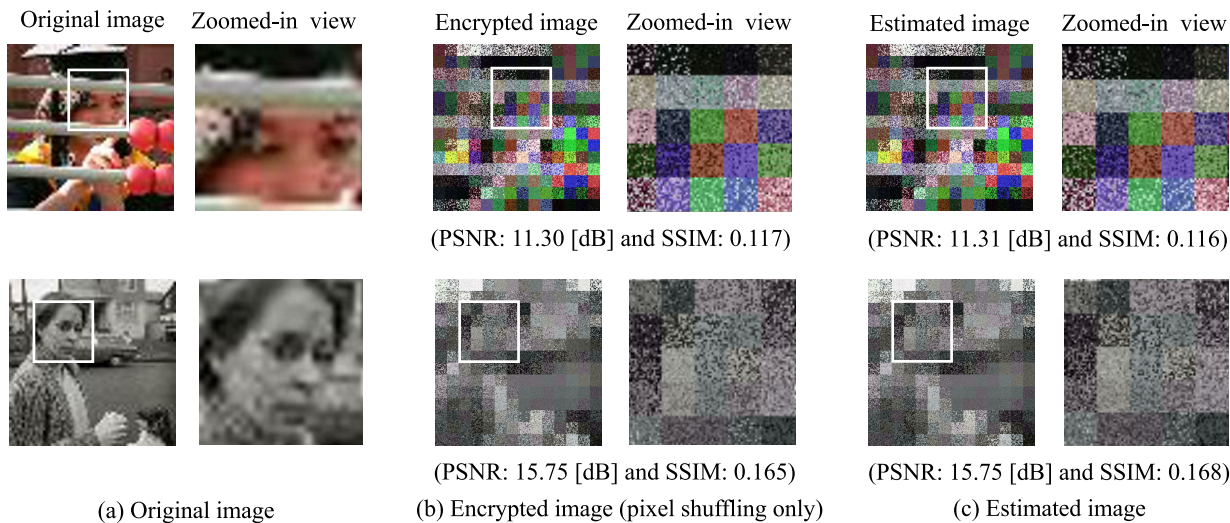 Original image Zoomed-in view Encrypted image Zoomed-in view Estimated image Zoomed-in view
(PSNR: 11.30 [dB] and SSIM: 0.117) (PSNR: 11.31 [dB] and SSIM: 0.116)
(PSNR: 15.75 [dB] and SSIM: 0.165) (PSNR: 15.75 [dB] and SSIM: 0.168)
(a) Original image (b) Encrypted image (pixel shuffling only) (c) Estimated image